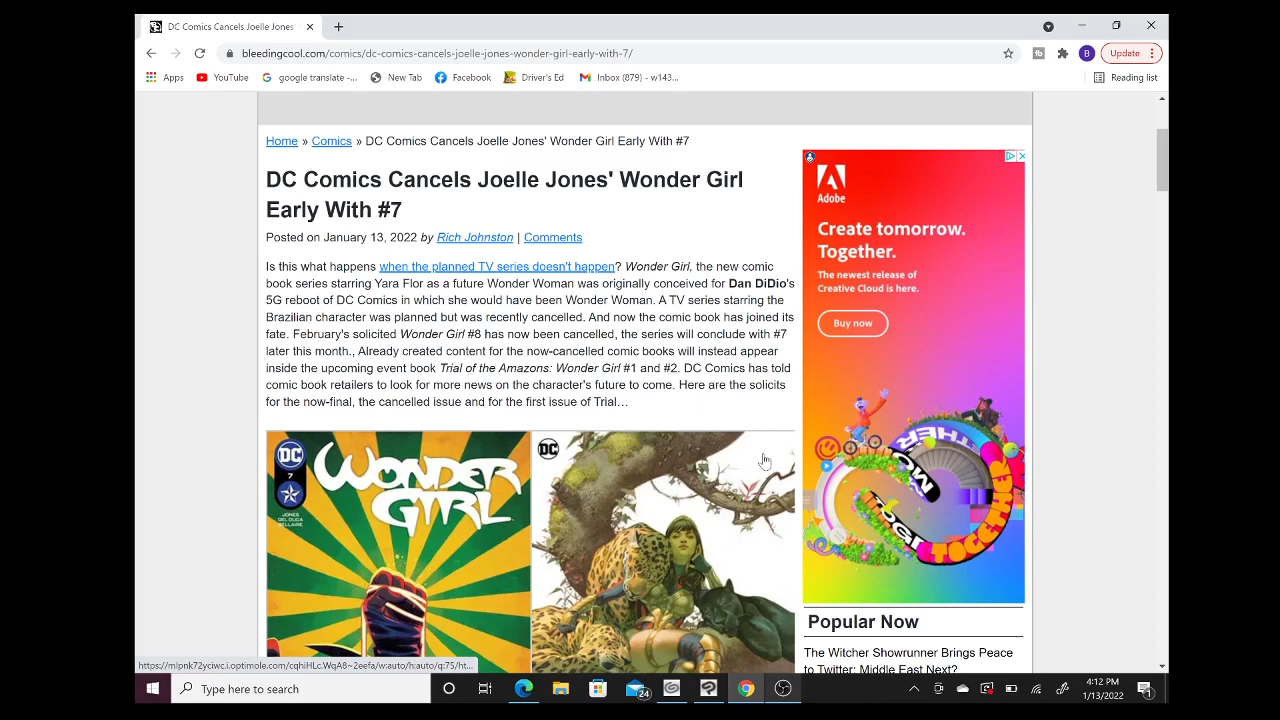 DC Comics Cancels Joelle Jones'
bleedingcool.com/comics/dc-comics-cancels-joelle-jones-wonder-girl-early-with-7/
B
Update
Apps
YouTube
google translate -...
New Tab
Facebook
Driver's Ed
Inbox (879) - w143...
Reading list
Home » Comics » DC Comics Cancels Joelle Jones' Wonder Girl Early With #7
DC Comics Cancels Joelle Jones' Wonder Girl
Early With #7
Posted on January 13, 2022 by Rich Johnston | Comments
Is this what happens when the planned TV series doesn't happen? Wonder Girl, the new comic
book series starring Yara Flor as a future Wonder Woman was originally conceived for Dan DiDio's
5G reboot of DC Comics in which she would have been Wonder Woman. A TV series starring the
Brazilian character was planned but was recently cancelled. And now the comic book has joined its
fate. February's solicited Wonder Girl #8 has now been cancelled, the series will conclude with #7
later this month., Already created content for the now-cancelled comic books will instead appear
inside the upcoming event book Trial of the Amazons: Wonder Girl #1 and #2. DC Comics has told
comic book retailers to look for more news on the character's future to come. Here are the solicits
for the now-final, the cancelled issue and for the first issue of Trial…
DC
7
JONES
DEL DUCA
BELLAIRE
WONDER
GIRL
DC
Adobe
Create tomorrow.
Together.
The newest release of
Creative Cloud is here.
Buy now
TOGETHER
Popular Now
The Witcher Showrunner Brings Peace
to Twitter: Middle East Next?
Type here to search
24
4:12 PM
1/13/2022
1